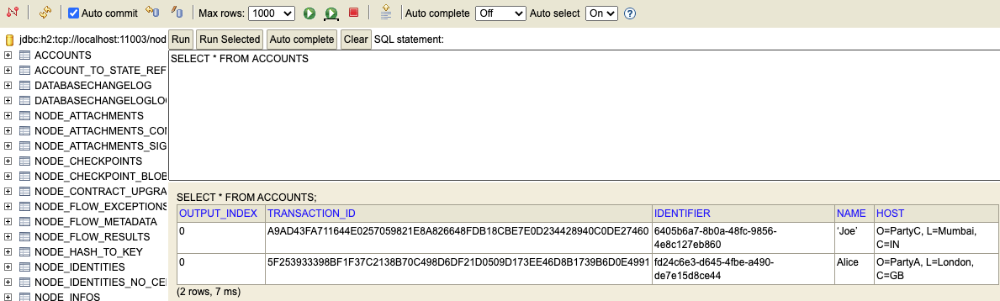 Auto commit Max rows: 1000 Auto complete Off Auto select On
jdbc:h2:tcp://localhost:11003/nod
ACCOUNTS
ACCOUNT_TO_STATE_REF
DATABASECHANGELOG
DATABASECHANGELOGLO
NODE_ATTACHMENTS
NODE_ATTACHMENTS_CO
NODE_ATTACHMENTS_SIG
NODE_CHECKPOINTS
NODE_CHECKPOINT_BLOB
NODE_CONTRACT_UPGRA
NODE_FLOW_EXCEPTIONS
NODE_FLOW_METADATA
NODE_FLOW_RESULTS
NODE_HASH_TO_KEY
NODE_IDENTITIES
NODE_IDENTITIES_NO_CE
NODE_INFOS
Run Run Selected Auto complete Clear SQL statement:
SELECT * FROM ACCOUNTS
SELECT * FROM ACCOUNTS;
OUTPUT_INDEX TRANSACTION_ID IDENTIFIER NAME HOST
0 A9AD43FA711644E0257059821E8A826648FDB18CBE7E0D234428940C0DE27460 6405b6a7-8b0a-48fc-9856- 'Joe' O=PartyC, L=Mumbai,
4e8c127eb860 C=IN
0 5F253933398BF1F37C2138B70C498D6DF21D0509D173EE46D8B1739B6D0E4991 fd24c6e3-d645-4fbe-a490- Alice O=PartyA, L=London,
de7e15d8ce44 C=GB
(2 rows, 7 ms)